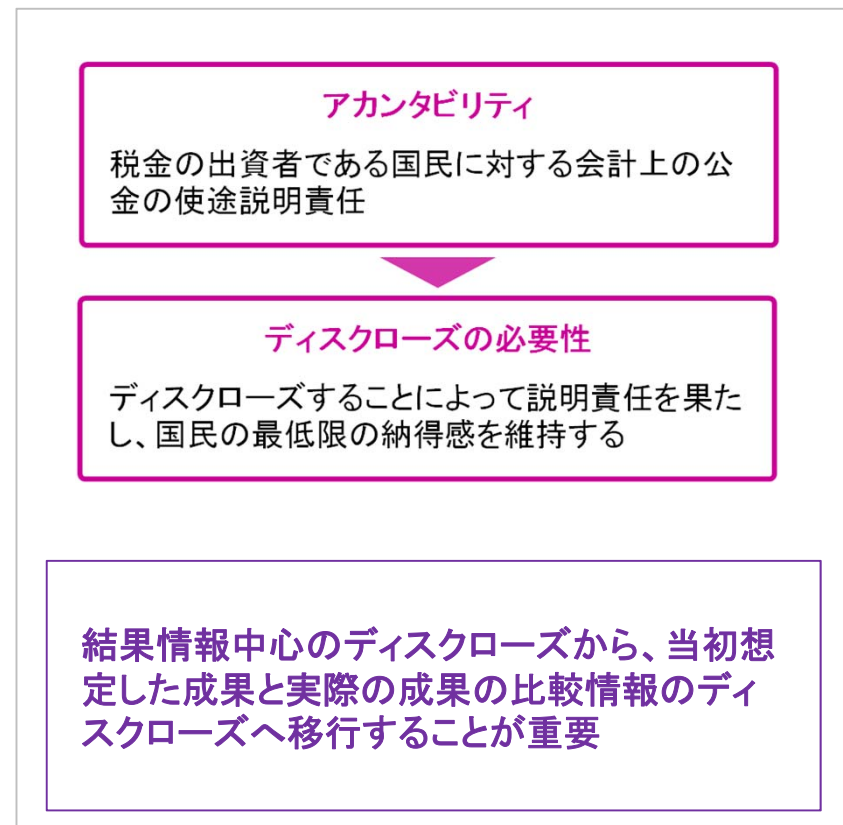 アカンタビリティ
税金の出資者である国民に対する会計上の公
金の使途説明責任
ディスクローズの必要性
ディスクローズすることによって説明責任を果た
し、国民の最低限の納得感を維持する
結果情報中心のディスクローズから、当初想
定した成果と実際の成果の比較情報のディ
スクローズへ移行することが重要